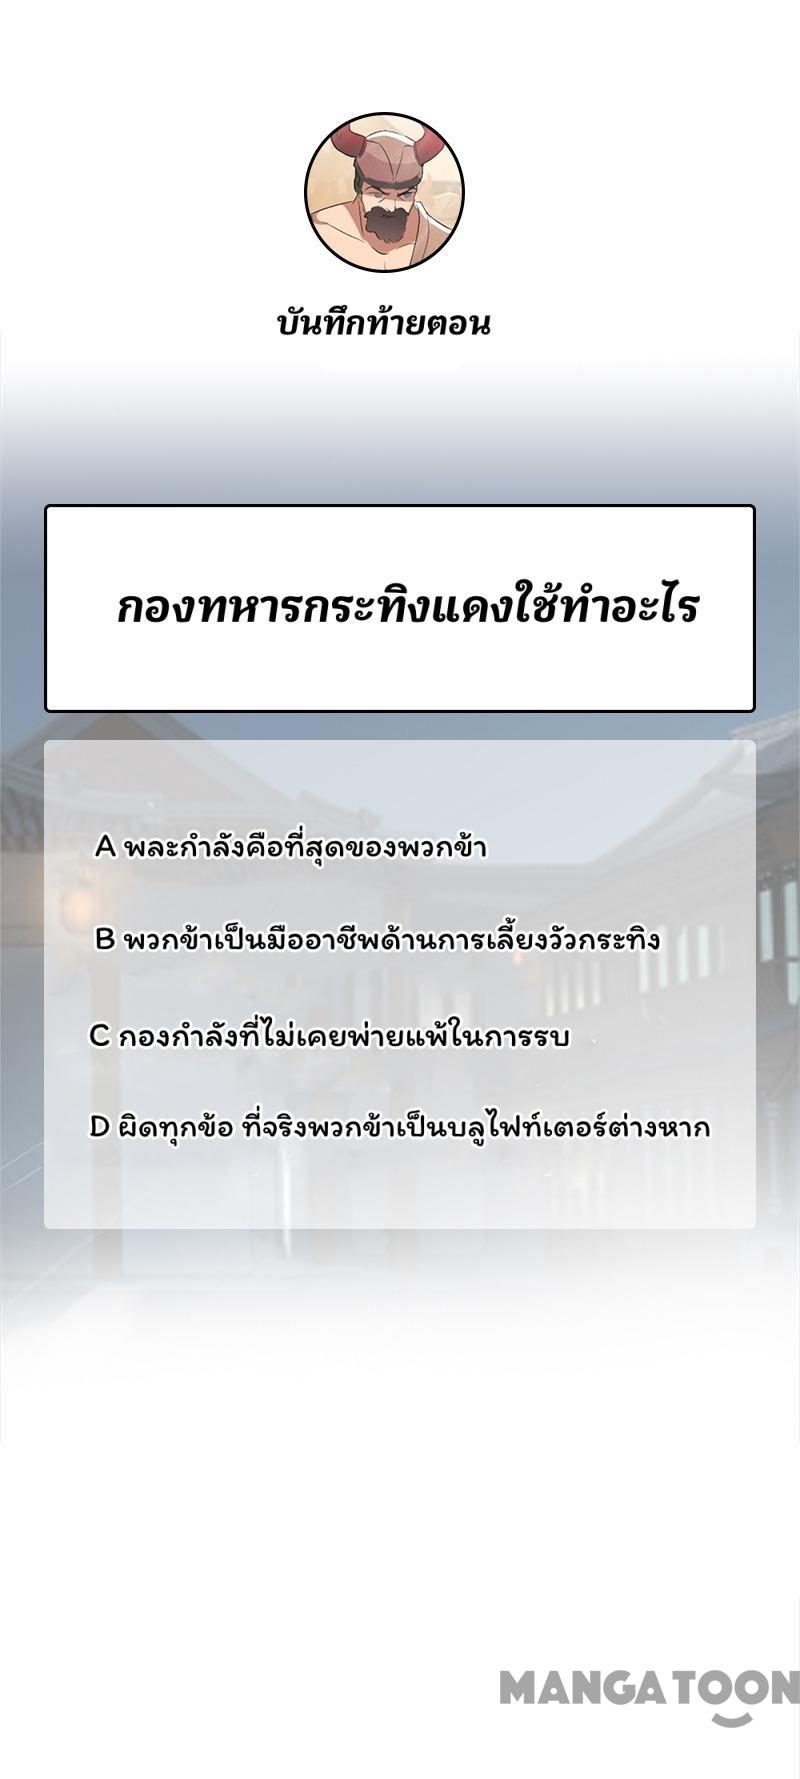 บันทึกท้ายตอน
กองทหารกระทิงแดงใช้ทำอะไร
A พละกำลังคือที่สุดของพวกข้า
B พวกข้าเป็นมืออาชีพด้านการเลี้ยงวัวกระทิง
C กองกำลังที่ไม่เคยพ่ายแพ้ในการรบ
D ผิดทุกข้อ ที่จริงพวกข้าเป็นบลูไฟท์เตอร์ต่างหาก
MANGATOON